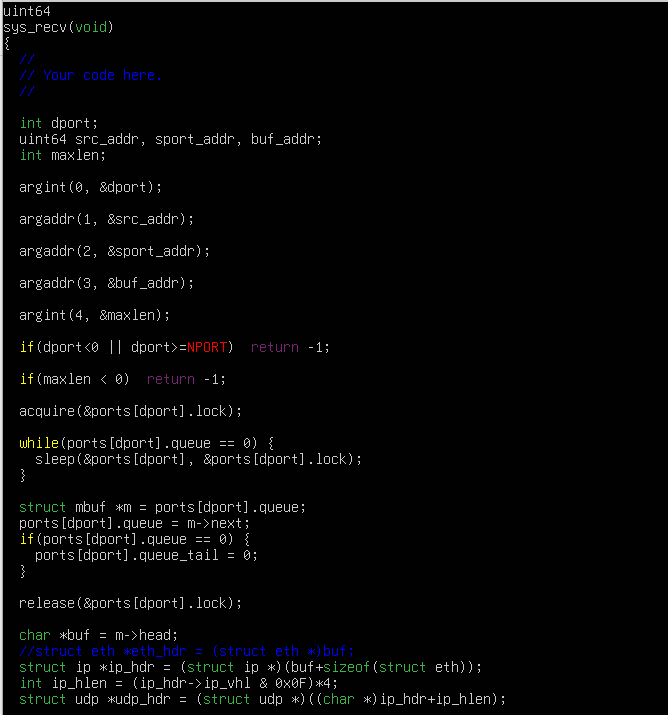 uint64
sys_recv(void)
{
  //
  // Your code here.
  //

  int dport;
  uint64 src_addr, sport_addr, buf_addr;
  int maxlen;

  argint(0, &dport);

  argaddr(1, &src_addr);

  argaddr(2, &sport_addr);

  argaddr(3, &buf_addr);

  argint(4, &maxlen);

  if(dport<0 || dport>=NPORT)  return -1;

  if(maxlen < 0)  return -1;

  acquire(&ports[dport].lock);

  while(ports[dport].queue == 0) {
    sleep(&ports[dport], &ports[dport].lock);
  }

  struct mbuf *m = ports[dport].queue;
  ports[dport].queue = m->next;
  if(ports[dport].queue == 0) {
    ports[dport].queue_tail = 0;
  }

  release(&ports[dport].lock);

  char *buf = m->head;
  //struct eth *eth_hdr = (struct eth *)buf;
  struct ip *ip_hdr = (struct ip *)(buf+sizeof(struct eth));
  int ip_hlen = (ip_hdr->ip_vhl & 0x0F)*4;
  struct udp *udp_hdr = (struct udp *)((char *)ip_hdr+ip_hlen);